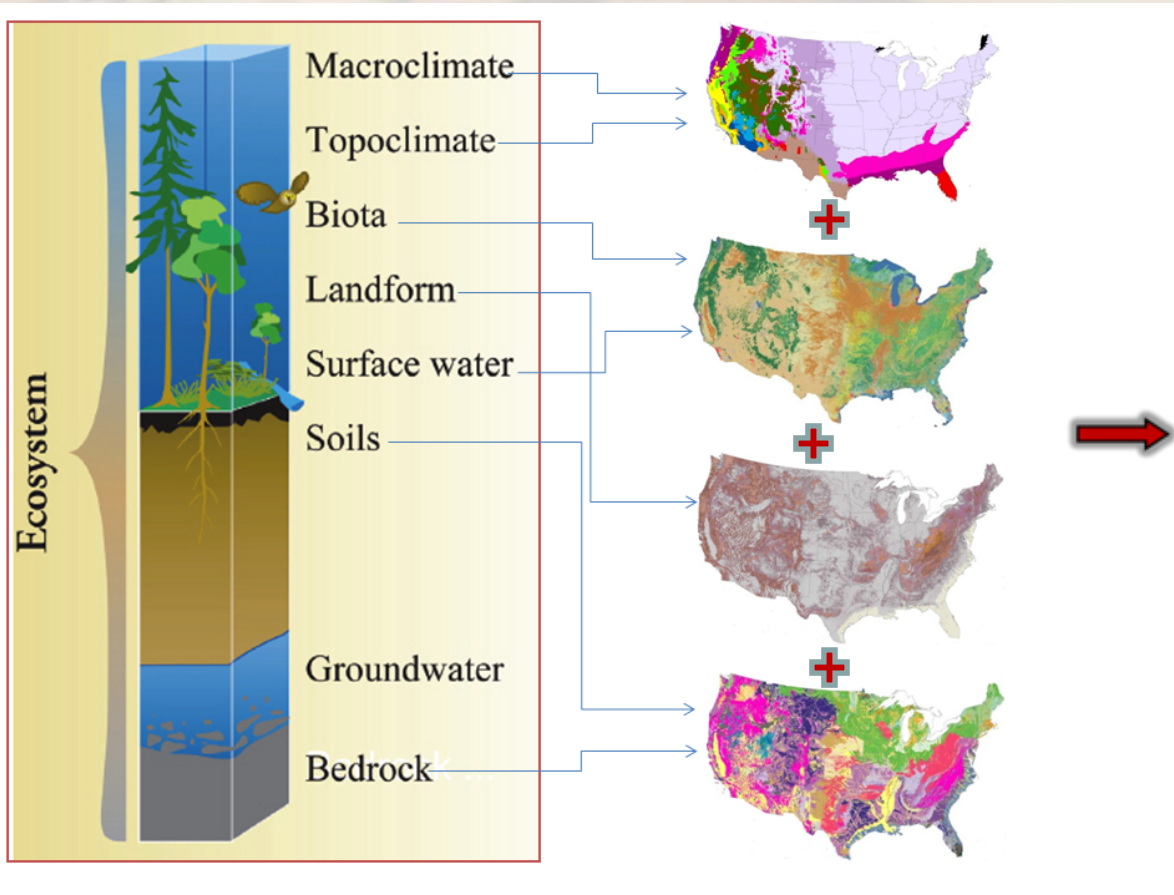 Ecosystem
Macroclimate
Topoclimate
Biota
Landform
Surface water
Soils
Groundwater
Bedrock